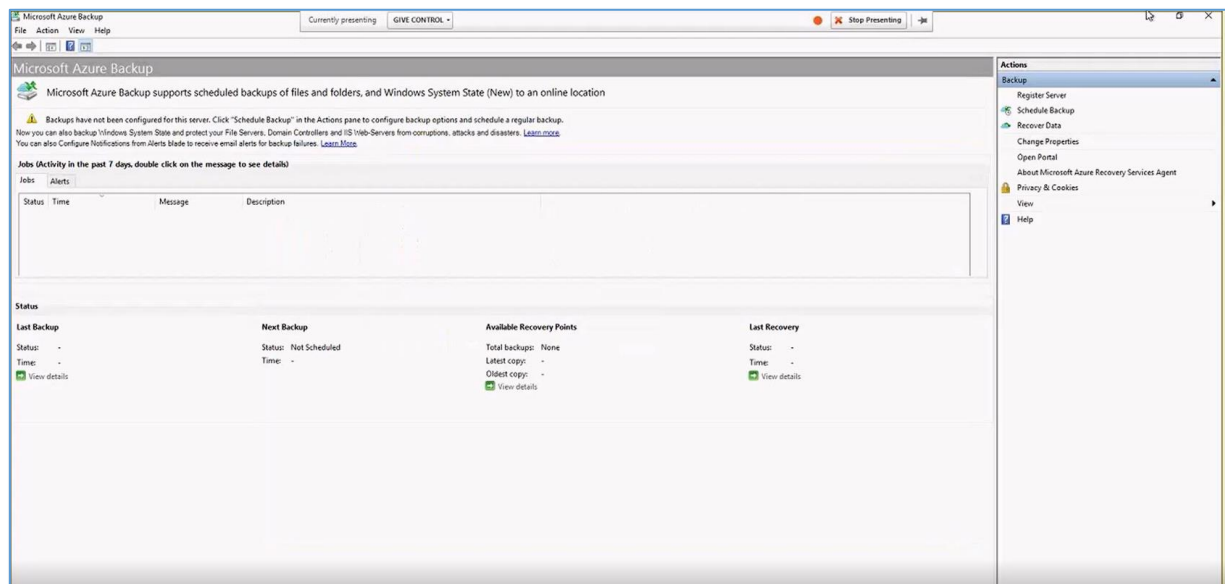 Microsoft Azure Backup
Currently presenting GIVE CONTROL
Stop Presenting
File Action View Help
Microsoft Azure Backup
Microsoft Azure Backup supports scheduled backups of files and folders, and Windows System State (New) to an online location
Backups have not been configured for this server. Click "Schedule Backup" in the Actions pane to configure backup options and schedule a regular backup.
Now you can also backup Windows System State and protect your File Servers, Domain Controllers and IIS Web-Servers from corruptions, attacks and disasters. Learn more.
You can also Configure Notifications from Alerts blade to receive email alerts for backup failures. Learn More.
Jobs (Activity in the past 7 days, double click on the message to see details)
Jobs Alerts
Status Time Message Description
Status
Last Backup
Status: -
Time: -
View details
Next Backup
Status: Not Scheduled
Time: -
Available Recovery Points
Total backups: None
Latest copy: -
Oldest copy: -
View details
Last Recovery
Status: -
Time: -
View details
Actions
Backup
Register Server
Schedule Backup
Recover Data
Change Properties
Open Portal
About Microsoft Azure Recovery Services Agent
Privacy & Cookies
View
Help